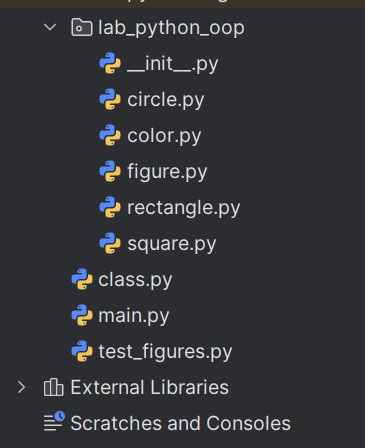 lab_python_oop
__init__.py
circle.py
color.py
figure.py
rectangle.py
square.py
class.py
main.py
test_figures.py
External Libraries
Scratches and Consoles